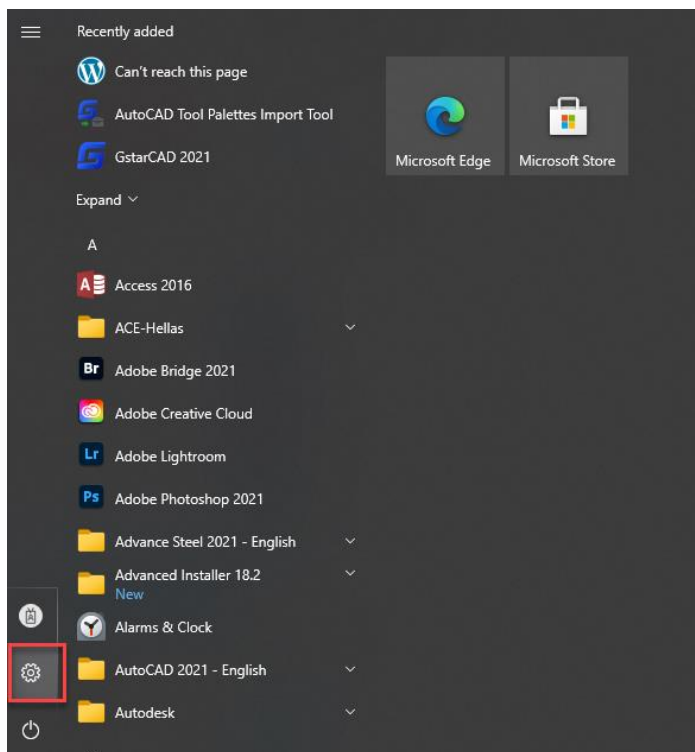 Recently added
Can't reach this page
AutoCAD Tool Palettes Import Tool
GstarCAD 2021
Expand
A
Access 2016
ACE-Hellas
Adobe Bridge 2021
Adobe Creative Cloud
Adobe Lightroom
Adobe Photoshop 2021
Advance Steel 2021 - English
Advanced Installer 18.2
New
Alarms & Clock
AutoCAD 2021 - English
Autodesk
Microsoft Edge
Microsoft Store